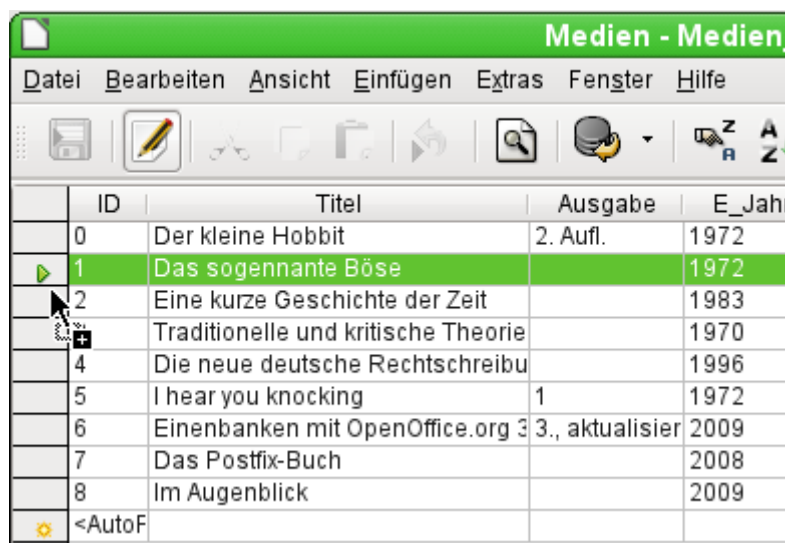 Medien - Medien_
Datei Bearbeiten Ansicht Einfügen Extras Fenster Hilfe
ID Titel Ausgabe E_Jahr
0 Der kleine Hobbit 2. Aufl. 1972
1 Das sogennante Böse 1972
2 Eine kurze Geschichte der Zeit 1983
Traditionelle und kritische Theorie 1970
4 Die neue deutsche Rechtschreibu 1996
5 I hear you knocking 1 1972
6 Einenbanken mit OpenOffice.org 3 3., aktualisier 2009
7 Das Postfix-Buch 2008
8 Im Augenblick 2009
<AutoF